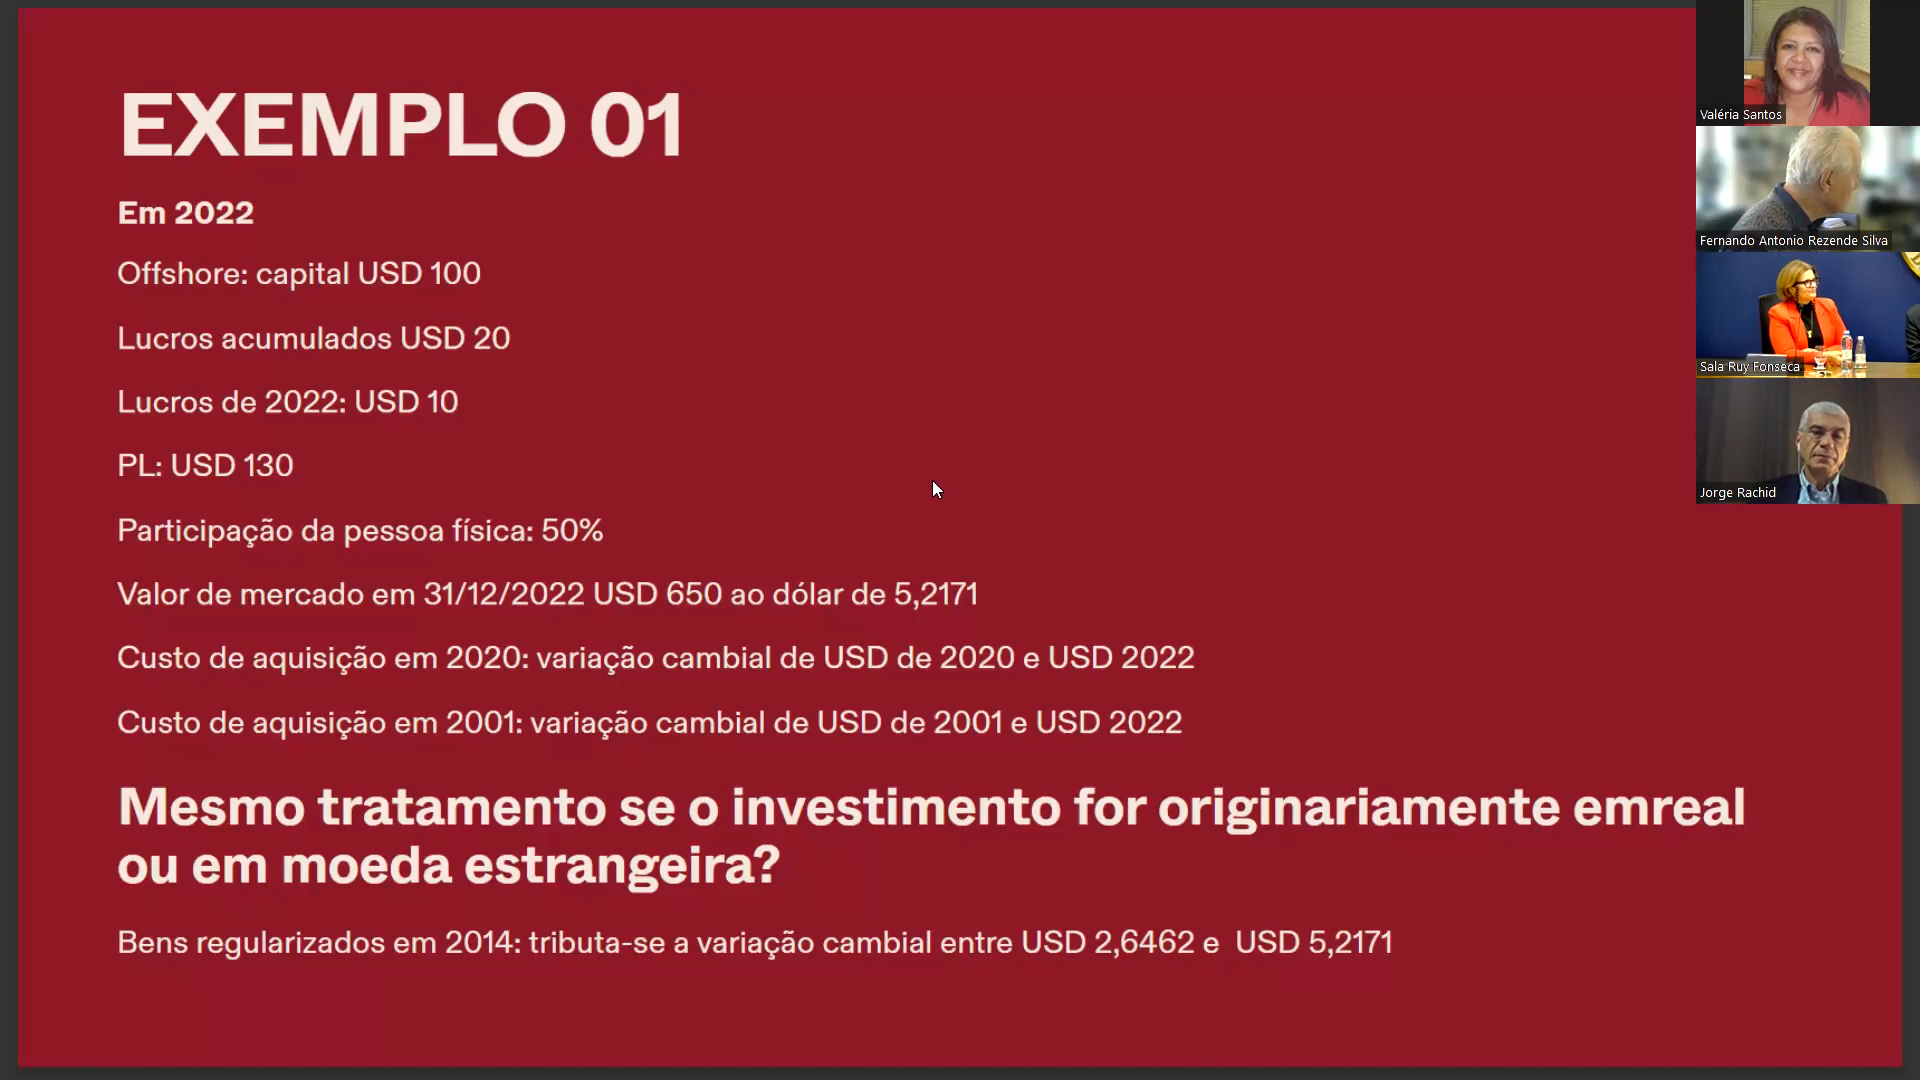 EXEMPLO 01
Em 2022
Offshore: capital USD 100
Lucros acumulados USD 20
Lucros de 2022: USD 10
PL: USD 130
Participação da pessoa física: 50%
Valor de mercado em 31/12/2022 USD 650 ao dólar de 5,2171
Custo de aquisição em 2020: variação cambial de USD de 2020 e USD 2022
Custo de aquisição em 2001: variação cambial de USD de 2001 e USD 2022
Mesmo tratamento se o investimento for originariamente emreal
ou em moeda estrangeira?
Bens regularizados em 2014: tributa-se a variação cambial entre USD 2,6462 e USD 5,2171
Valéria Santos
Fernando Antonio Rezende Silva
Sala Ruy Fonseca
Jorge Rachid